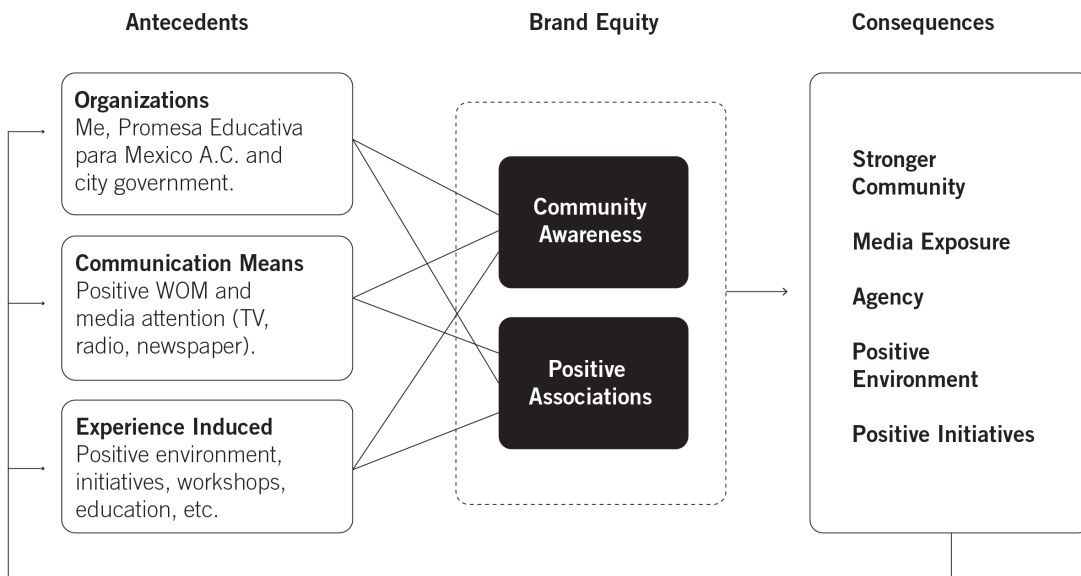 Antecedents
Brand Equity
Consequences
Organizations
Me, Promesa Educativa
para Mexico A.C. and
city government.
Communication Means
Positive WOM and
media attention (TV,
radio, newspaper).
Experience Induced
Positive environment,
initiatives, workshops,
education, etc.
Community
Awareness
Positive
Associations
Stronger
Community
Media Exposure
Agency
Positive
Environment
Positive Initiatives